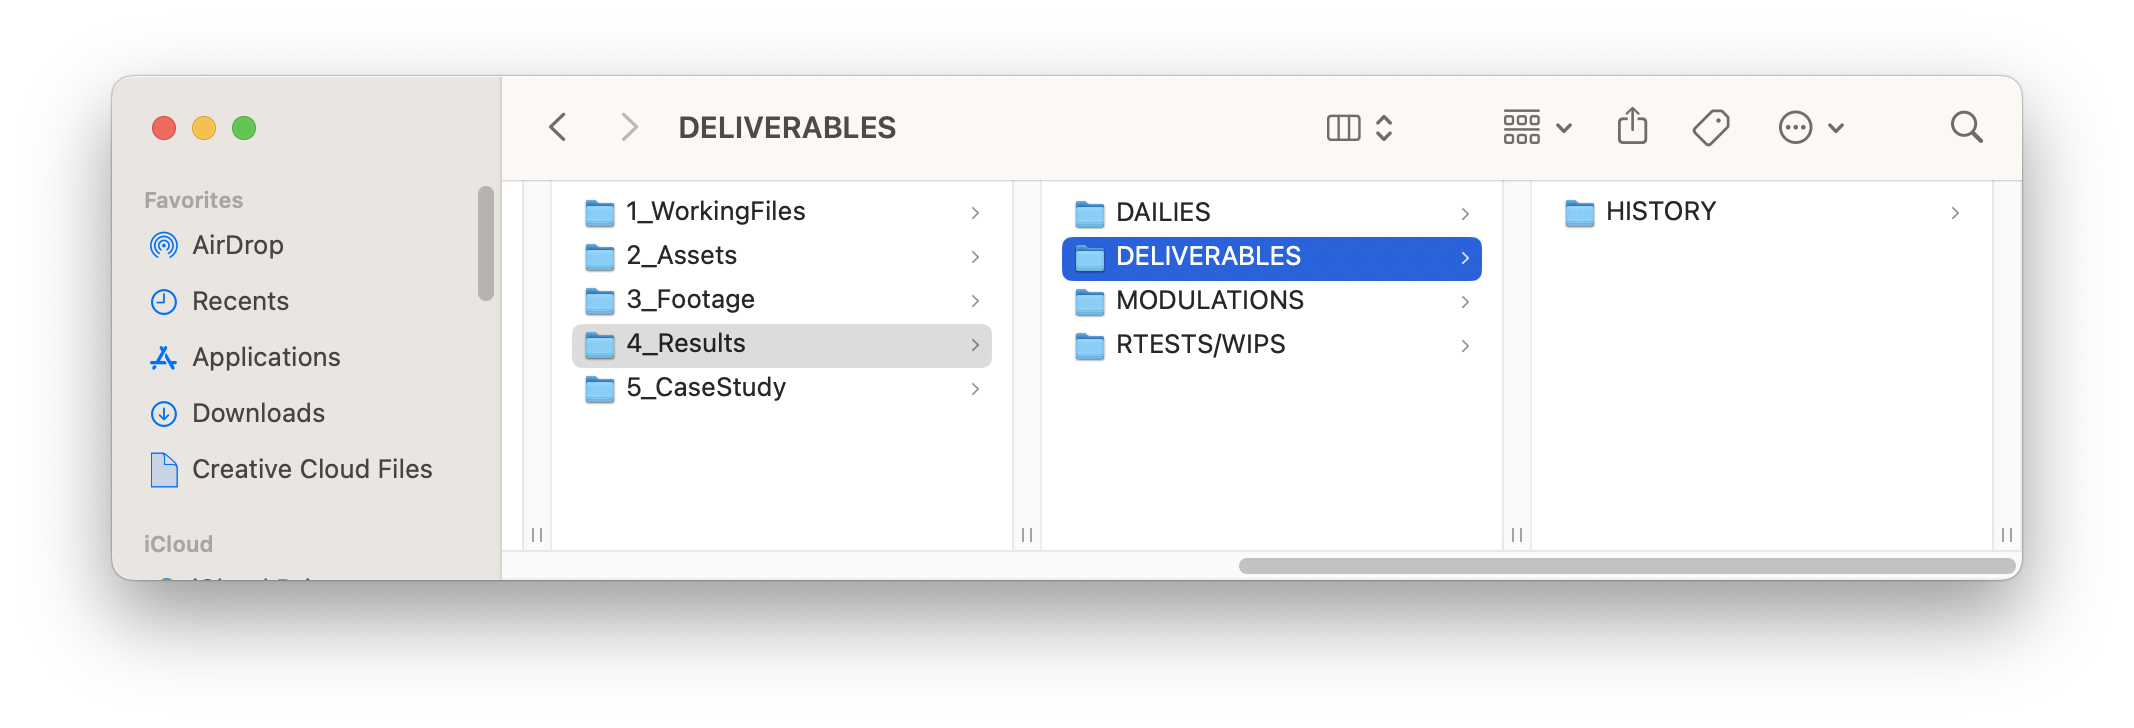 DELIVERABLES
Favorites
AirDrop
Recents
Applications
Downloads
Creative Cloud Files
iCloud
1_WorkingFiles
2_Assets
3_Footage
4_Results
5_CaseStudy
DAILIES
DELIVERABLES
MODULATIONS
RTESTS/WIPS
HISTORY